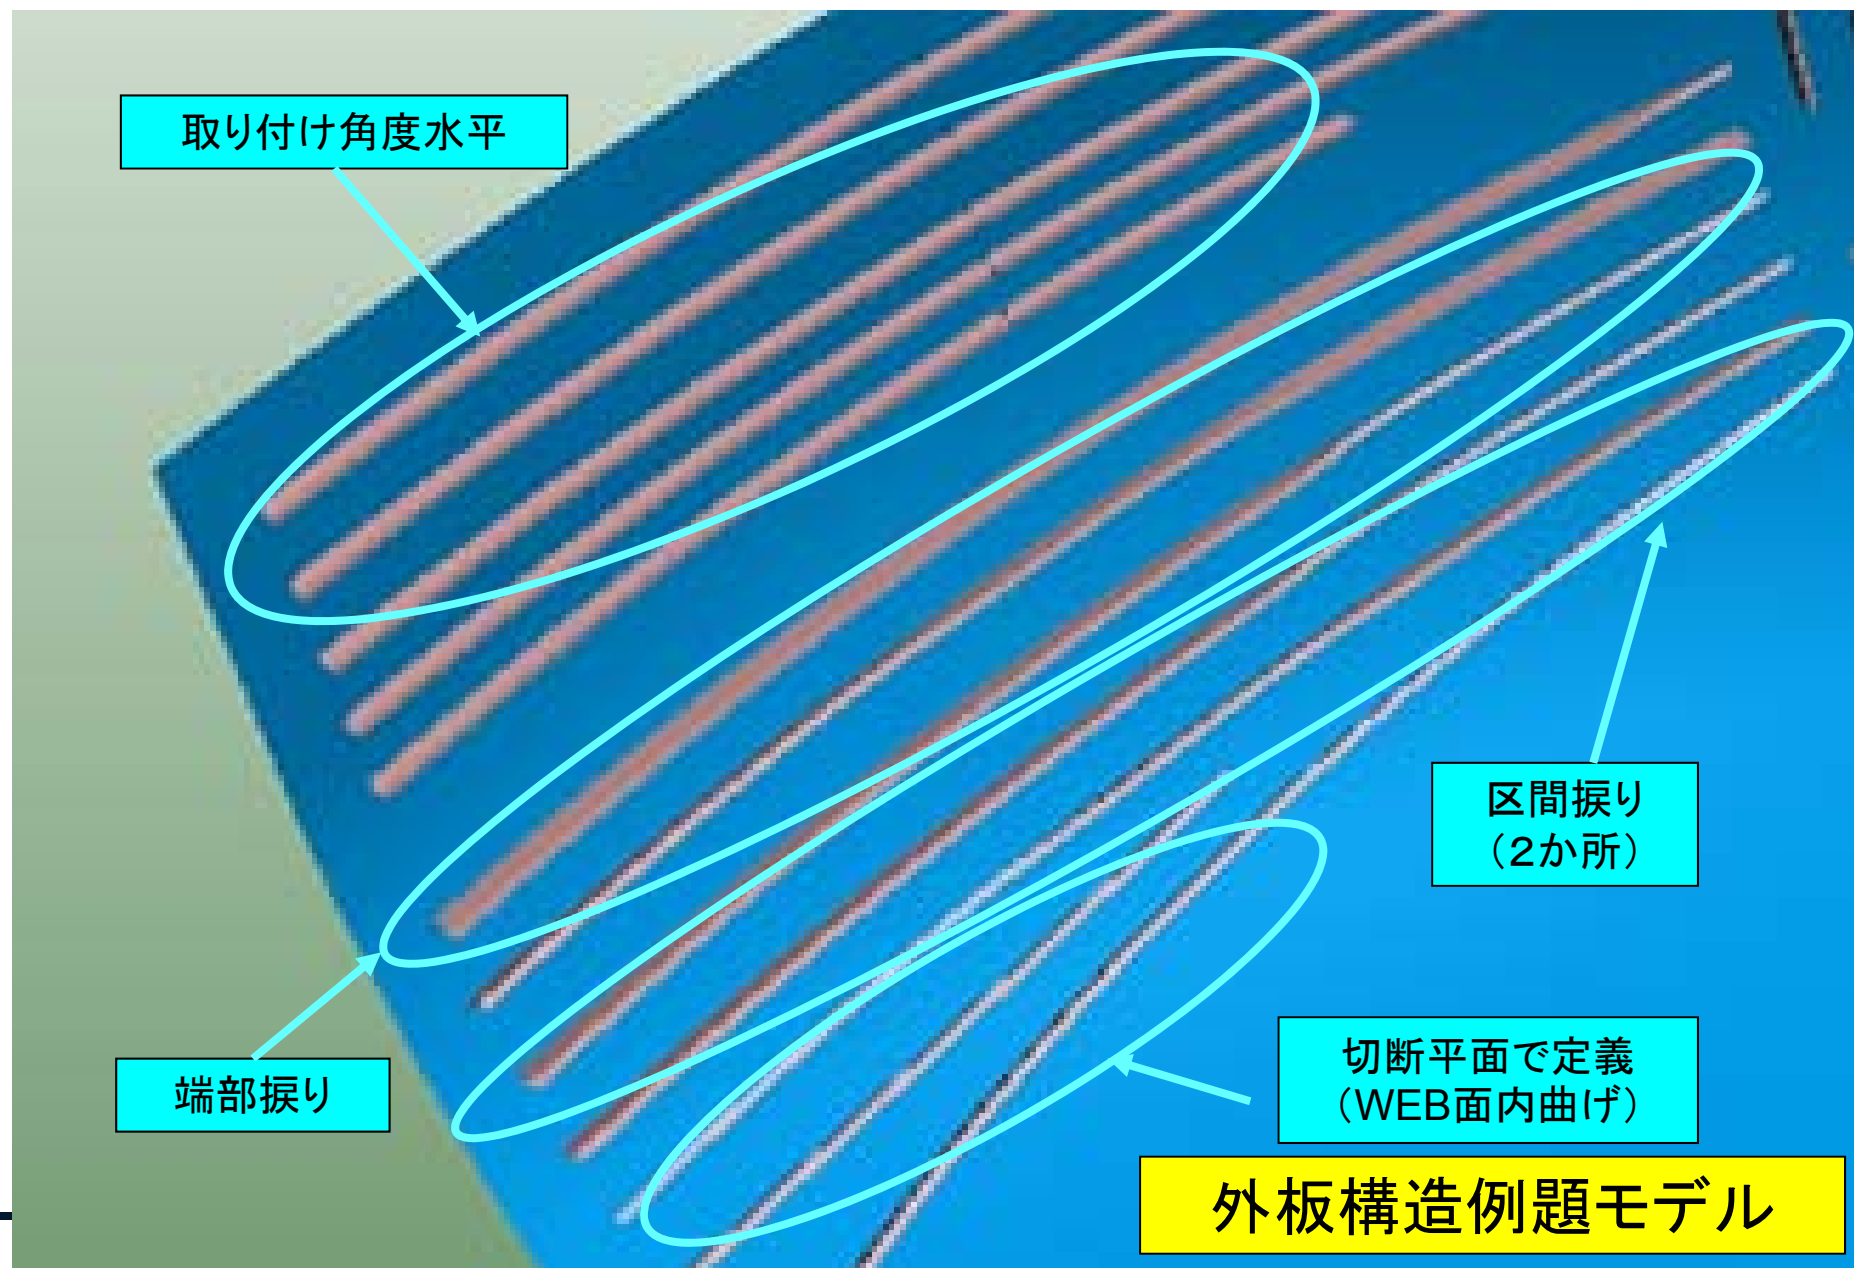 取り付け角度水平
区間捩り
（２か所）
端部捩り
切断平面で定義
（WEB面内曲げ）
外板構造例題モデル